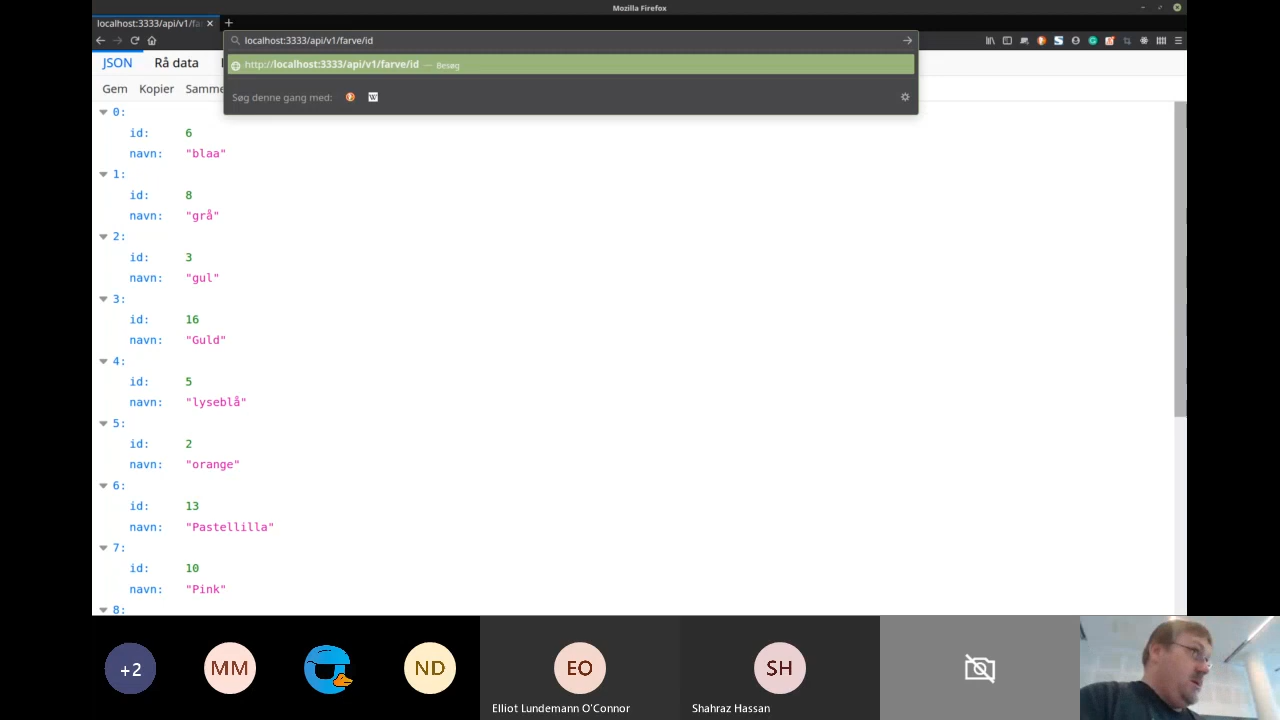 Mozilla Firefox
localhost:3333/api/v1/fa
localhost:3333/api/v1/farve/id
http://localhost:3333/api/v1/farve/id — Besøg
Søg denne gang med:
JSON
Rå data
Gem
Kopier
Samme
0:
id: 6
navn: "blaa"
1:
id: 8
navn: "grå"
2:
id: 3
navn: "gul"
3:
id: 16
navn: "Guld"
4:
id: 5
navn: "lyseblå"
5:
id: 2
navn: "orange"
6:
id: 13
navn: "Pastellilla"
7:
id: 10
navn: "Pink"
8:
+2
MM
ND
EO
SH
Elliot Lundemann O'Connor
Shahraz Hassan